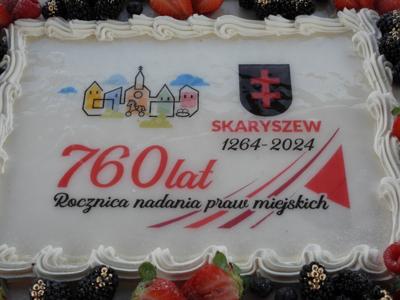 SKARYSZEW
1264-2024
760 lat
Rocznica nadania praw miejskich